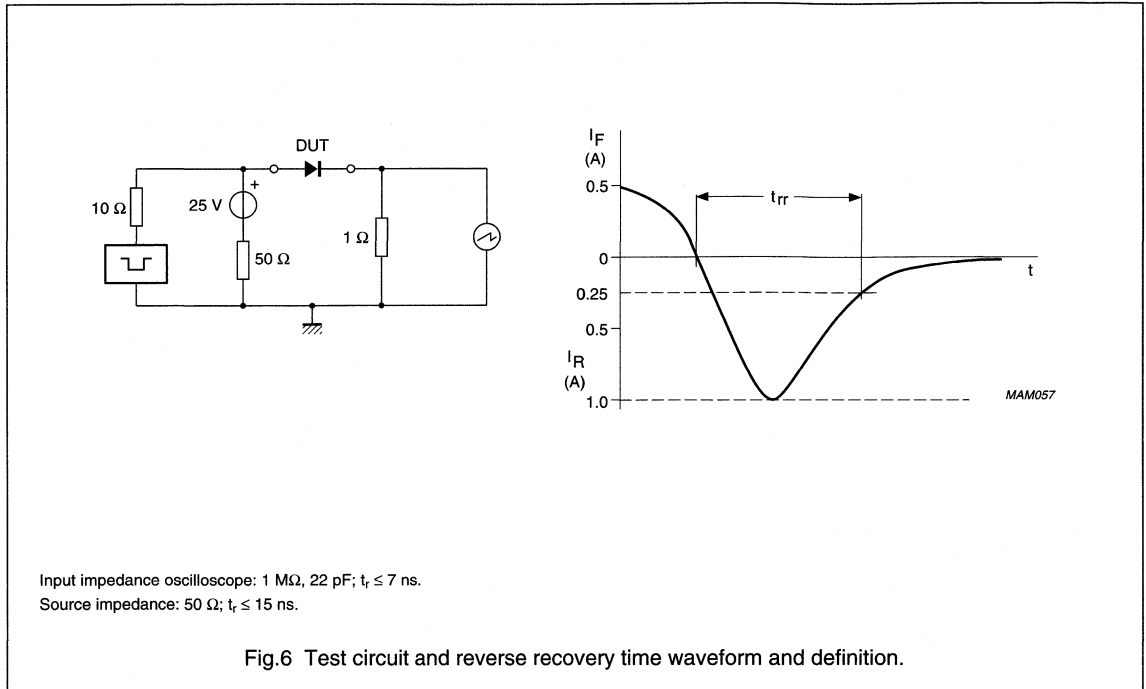 DUT
+
10 Ω
25 V
50 Ω
1 Ω
I_F
(A)
0.5
t_rr
0
t
0.25
0.5
I_R
(A)
1.0
MAM057
Input impedance oscilloscope: 1 MΩ, 22 pF; t_r ≤ 7 ns.
Source impedance: 50 Ω; t_r ≤ 15 ns.
Fig.6 Test circuit and reverse recovery time waveform and definition.